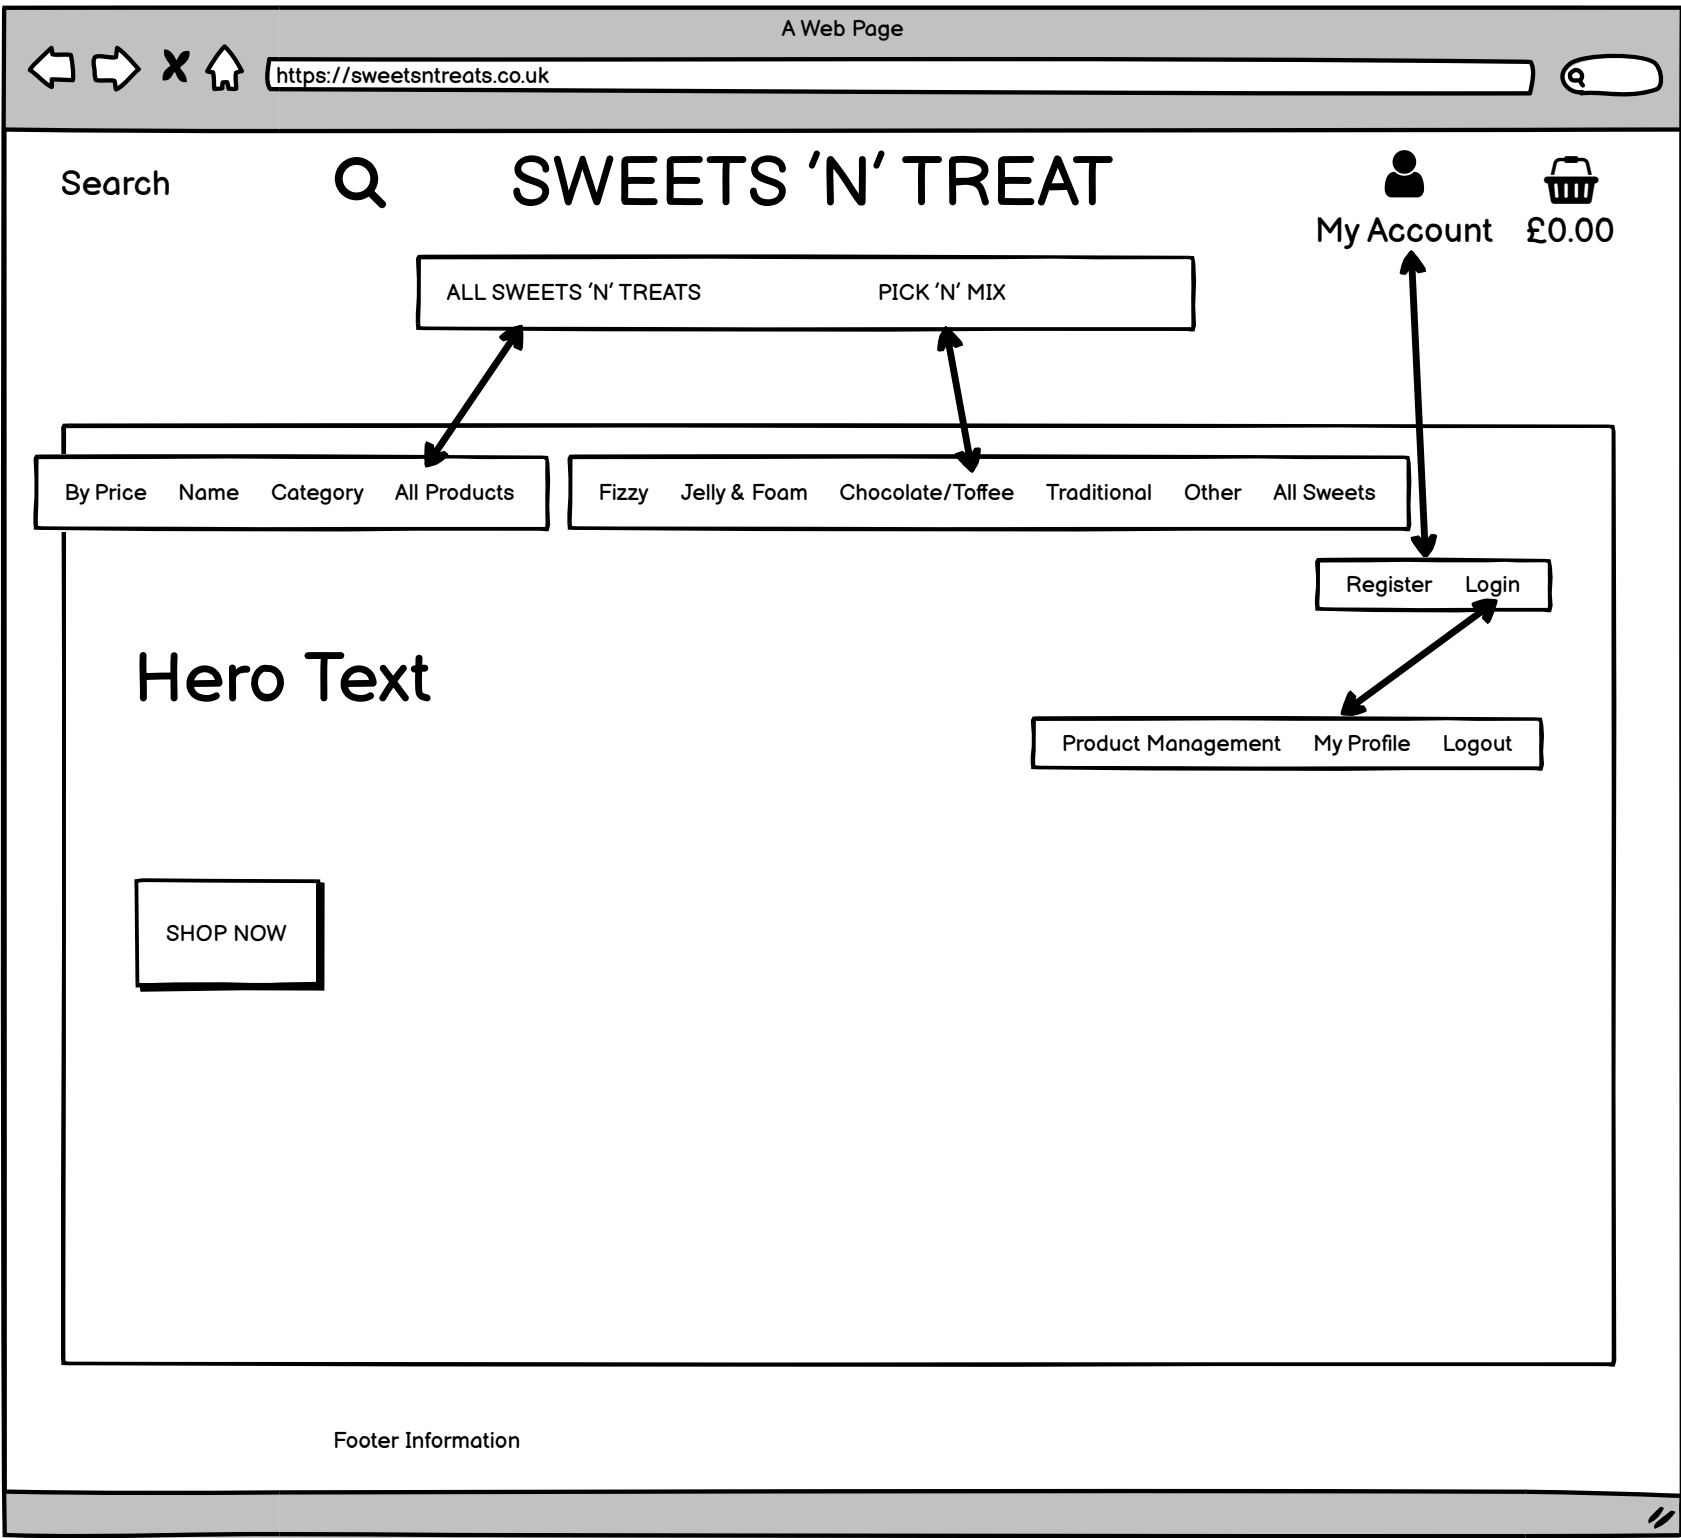 A Web Page
https://sweetsntreats.co.uk
Search
SWEETS 'N' TREAT
My Account
£0.00
ALL SWEETS 'N' TREATS
PICK 'N' MIX
By Price Name Category All Products
Fizzy Jelly & Foam Chocolate/Toffee Traditional Other All Sweets
Register Login
Hero Text
Product Management My Profile Logout
SHOP NOW
Footer Information